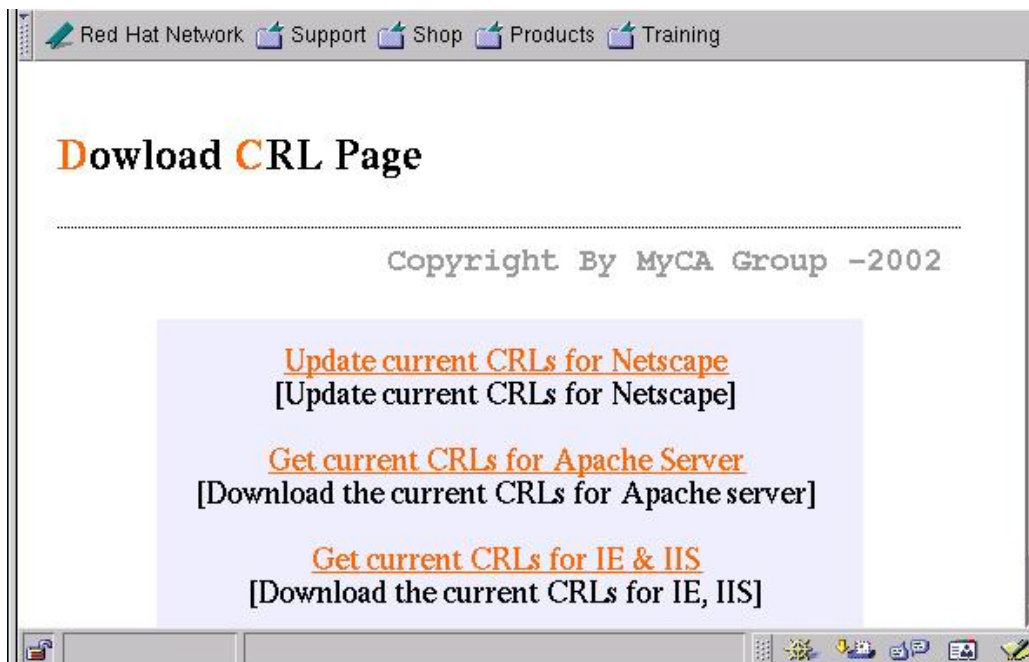 Red Hat Network Support Shop Products Training
Dowload CRL Page
Copyright By MyCA Group -2002
Update current CRLs for Netscape
[Update current CRLs for Netscape]
Get current CRLs for Apache Server
[Download the current CRLs for Apache server]
Get current CRLs for IE & IIS
[Download the current CRLs for IE, IIS]